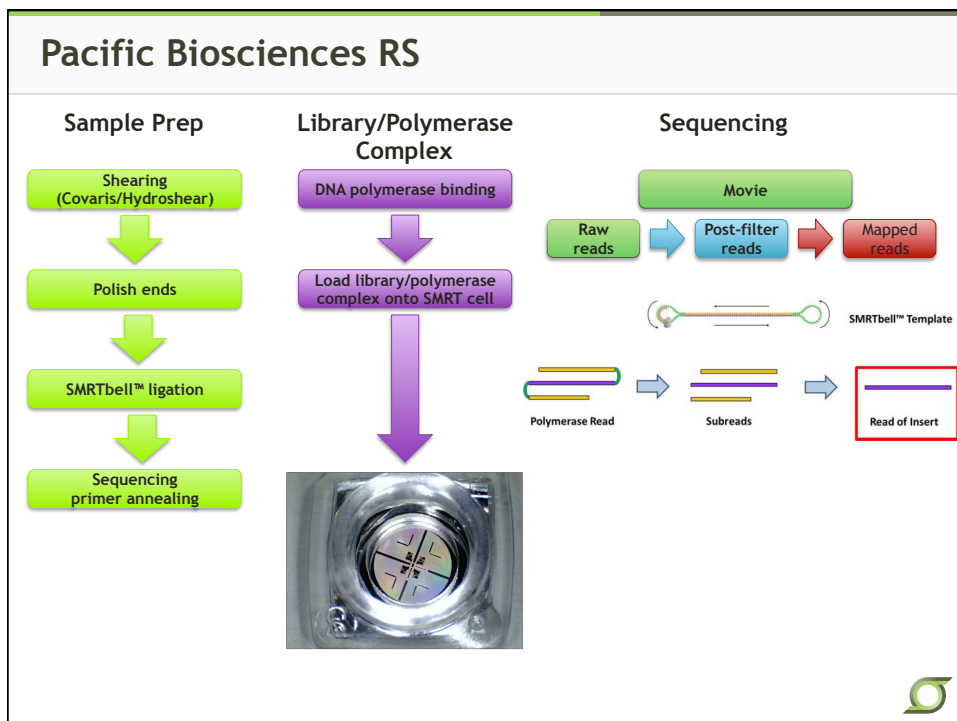 Pacific Biosciences RS
Sample Prep
Shearing
(Covaris/Hydroshear)
Polish ends
SMRTbell™ ligation
Sequencing
primer annealing
Library/Polymerase
Complex
DNA polymerase binding
Load library/polymerase
complex onto SMRT cell
Sequencing
Movie
Raw
reads
Post-filter
reads
Mapped
reads
SMRTbell™ Template
Polymerase Read
Subreads
Read of Insert